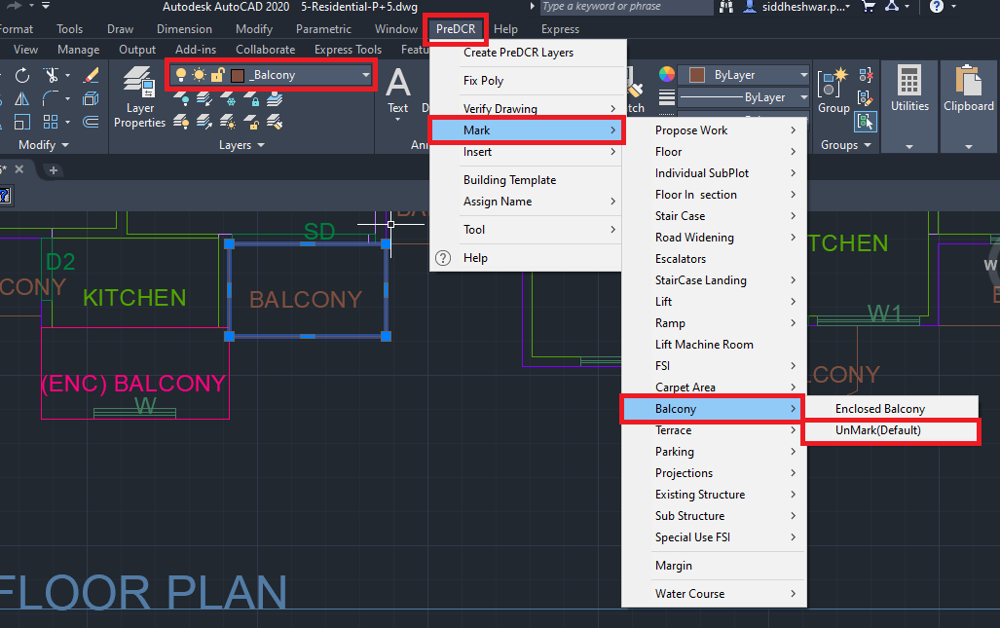 Autodesk AutoCAD 2020 5-Residential-P+5.dwg
Type a keyword or phrase
siddheshwar.p...
?
ormat Tools Draw Dimension Modify Parametric Window PreDCR Help Express
View Manage Output Add-ins Collaborate Express Tools Featu
_Balcony
Layer
Properties
Modify
Layers
A
Text
D
An
tch
ByLayer
ByLayer
Group
Groups
Utilities
Clipboard
5*
Create PreDCR Layers
Fix Poly
Verify Drawing
Mark
Insert
Building Template
Assign Name
Tool
Help
Propose Work
Floor
Individual SubPlot
Floor In section
Stair Case
Road Widening
Escalators
StairCase Landing
Lift
Ramp
Lift Machine Room
FSI
Carpet Area
Balcony
Terrace
Parking
Projections
Existing Structure
Sub Structure
Special Use FSI
Margin
Water Course
Enclosed Balcony
UnMark(Default)
BA
SD
D2
CONY
KITCHEN
BALCONY
(ENC) BALCONY
W
TCHEN
W
W1
LCONY
FLOOR PLAN